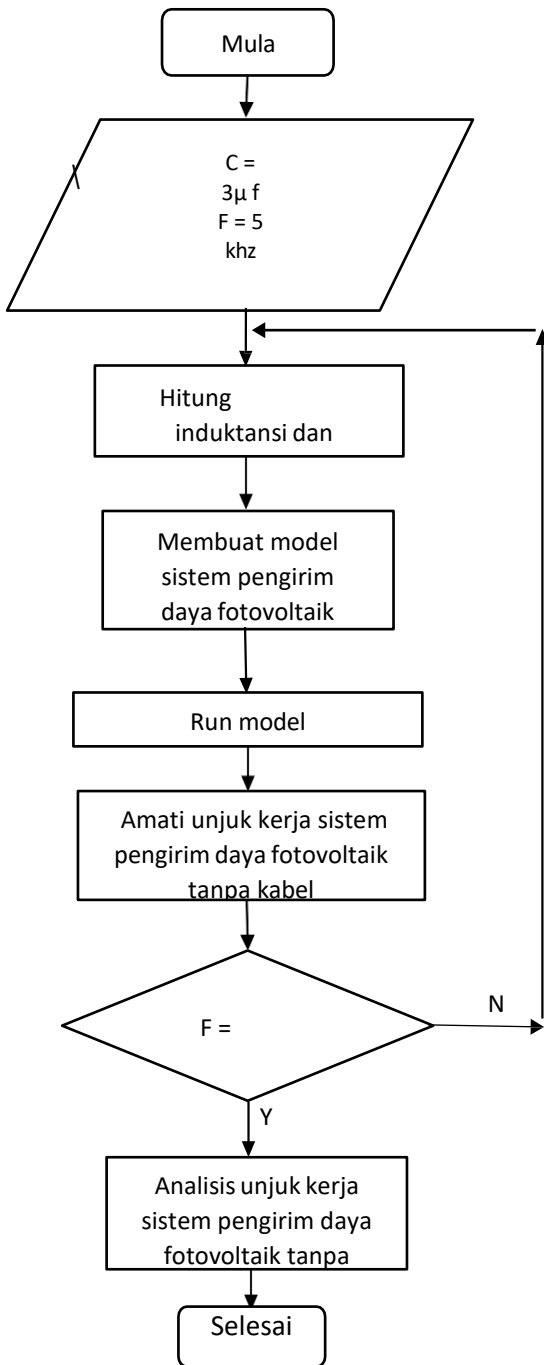 Mula
C =
3µ f
F = 5
khz
Hitung
induktansi dan
Membuat model
sistem pengirim
daya fotovoltaik
Run model
Amati unjuk kerja sistem
pengirim daya fotovoltaik
tanpa kabel
F =
N
Y
Analisis unjuk kerja
sistem pengirim daya
fotovoltaik tanpa
Selesai